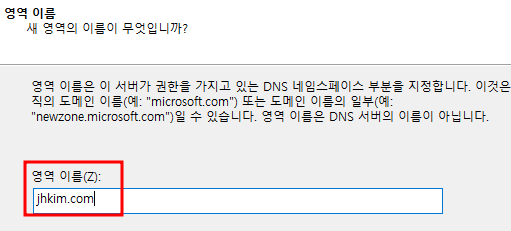 영역 이름
새 영역의 이름이 무엇입니까?
영역 이름은 이 서버가 권한을 가지고 있는 DNS 네임스페이스 부분을 지정합니다. 이것은
직의 도메인 이름(예: "microsoft.com") 또는 도메인 이름의 일부(예:
"newzone.microsoft.com")일 수 있습니다. 영역 이름은 DNS 서버의 이름이 아닙니다.
영역 이름(Z):
jhkim.com